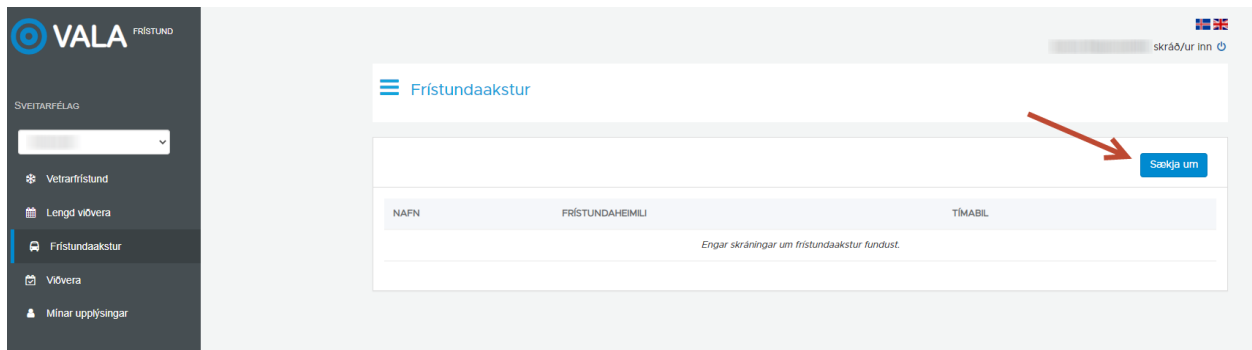 VALA FRÍSTUND
SVEITARFÉLAG
Vetrarfrístund
Lengd viðvera
Frístundaakstur
Viðvera
Mínar upplýsingar
skráð/ur inn
Frístundaakstur
Sækja um
NAFN FRÍSTUNDAHEIMILI TÍMABIL
Engar skráningar um frístundaakstur fundust.